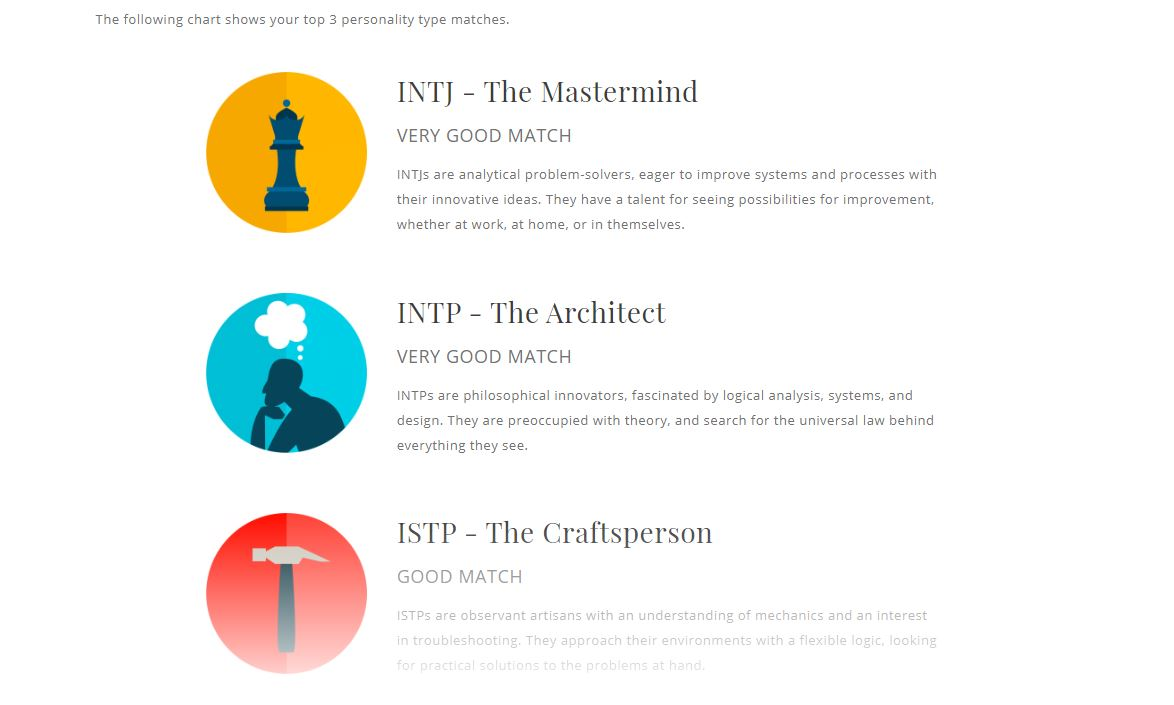 The following chart shows your top 3 personality type matches.
INTJ - The Mastermind
VERY GOOD MATCH
INTJs are analytical problem-solvers, eager to improve systems and processes with
their innovative ideas. They have a talent for seeing possibilities for improvement,
whether at work, at home, or in themselves.
INTP - The Architect
VERY GOOD MATCH
INTPs are philosophical innovators, fascinated by logical analysis, systems, and
design. They are preoccupied with theory, and search for the universal law behind
everything they see.
ISTP - The Craftsperson
GOOD MATCH
ISTPs are observant artisans with an understanding of mechanics and an interest
in troubleshooting. They approach their environments with a flexible logic, looking
for practical solutions to the problems at hand.